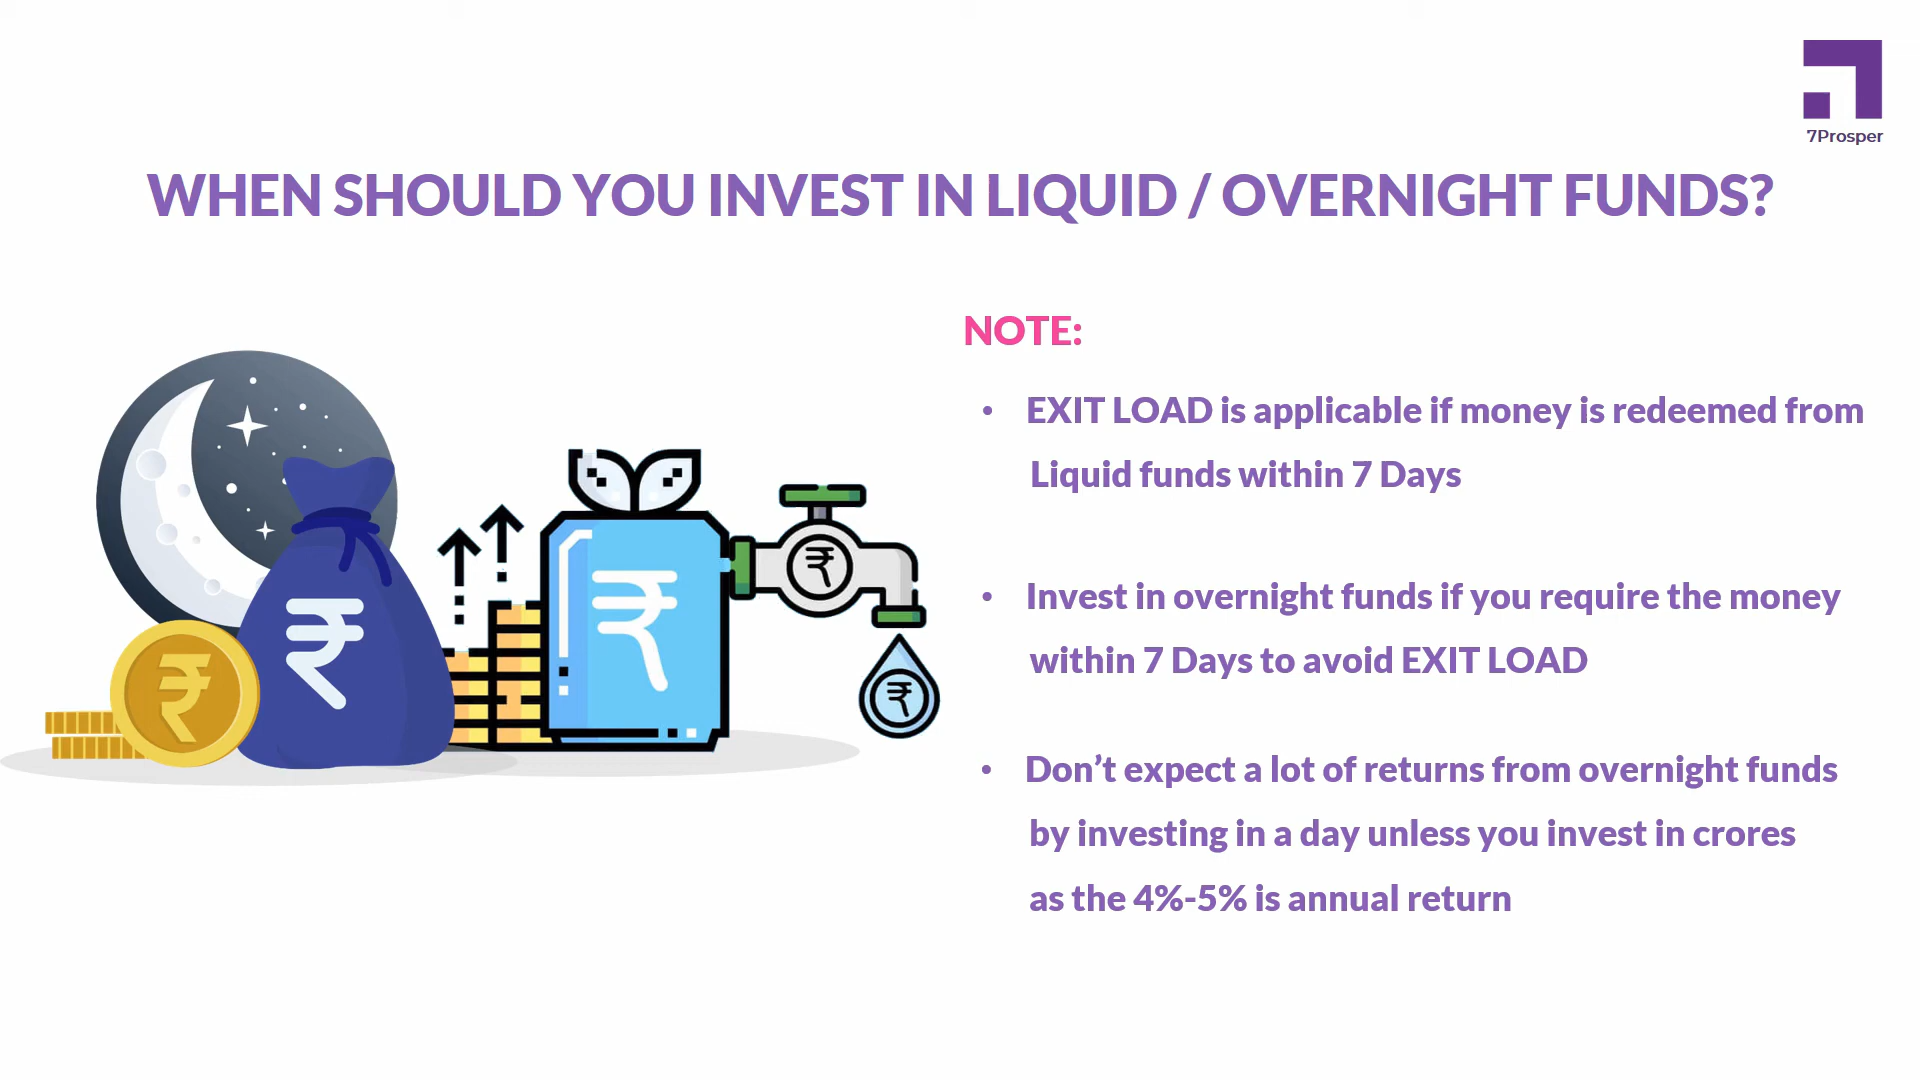 7Prosper
WHEN SHOULD YOU INVEST IN LIQUID / OVERNIGHT FUNDS?
NOTE:
• EXIT LOAD is applicable if money is redeemed from
Liquid funds within 7 Days
• Invest in overnight funds if you require the money
within 7 Days to avoid EXIT LOAD
• Don’t expect a lot of returns from overnight funds
by investing in a day unless you invest in crores
as the 4%-5% is annual return
₹
₹
₹
₹
₹